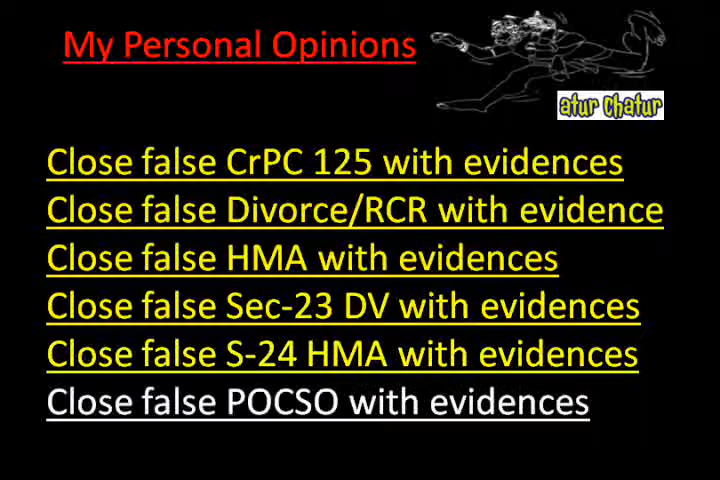 My Personal Opinions
atur Chatur
Close false CrPC 125 with evidences
Close false Divorce/RCR with evidence
Close false HMA with evidences
Close false Sec-23 DV with evidences
Close false S-24 HMA with evidences
Close false POCSO with evidences